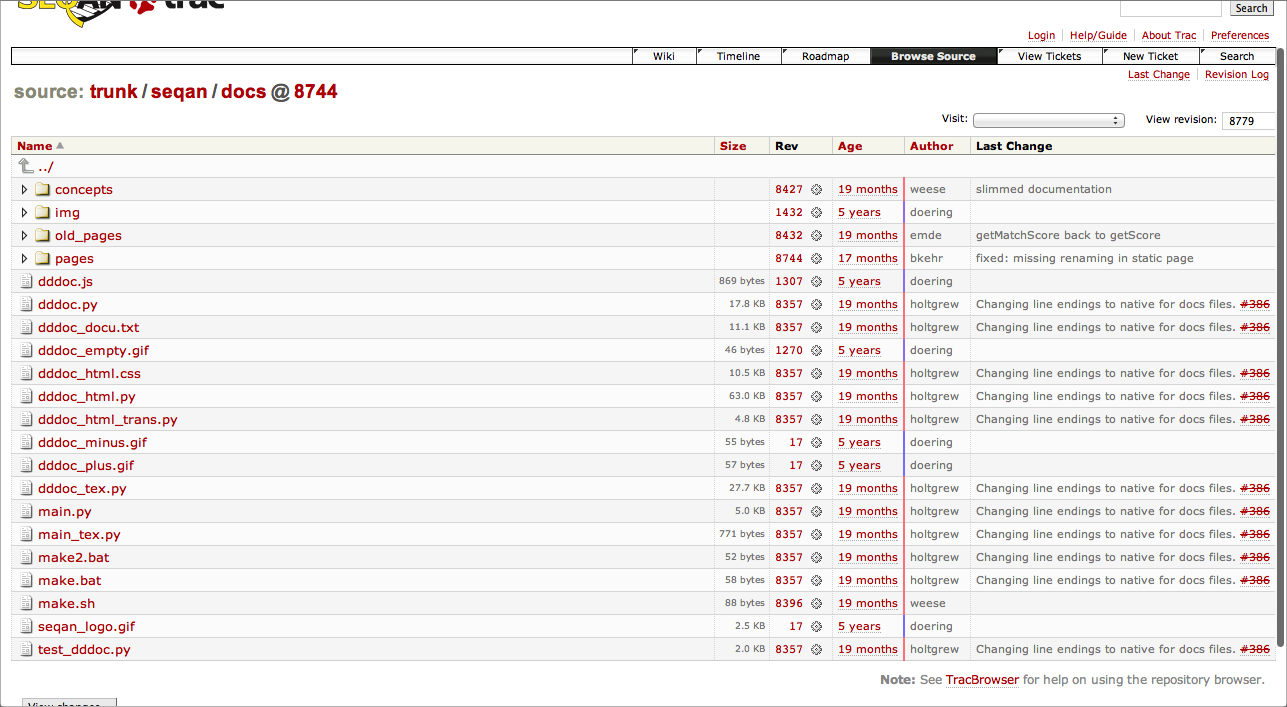 SEQAN trac
Search
Login Help/Guide About Trac Preferences
Wiki Timeline Roadmap Browse Source View Tickets New Ticket Search
Last Change Revision Log
source: trunk / seqan / docs @ 8744
Visit: View revision: 8779
Name Size Rev Age Author Last Change
../
concepts 8427 19 months weese slimmed documentation
img 1432 5 years doering
old_pages 8432 19 months emde getMatchScore back to getScore
pages 8744 17 months bkehr fixed: missing renaming in static page
dddoc.js 869 bytes 1307 5 years doering
dddoc.py 17.8 KB 8357 19 months holtgrew Changing line endings to native for docs files. #386
dddoc_docu.txt 11.1 KB 8357 19 months holtgrew Changing line endings to native for docs files. #386
dddoc_empty.gif 46 bytes 1270 5 years doering
dddoc_html.css 10.5 KB 8357 19 months holtgrew Changing line endings to native for docs files. #386
dddoc_html.py 63.0 KB 8357 19 months holtgrew Changing line endings to native for docs files. #386
dddoc_html_trans.py 4.8 KB 8357 19 months holtgrew Changing line endings to native for docs files. #386
dddoc_minus.gif 55 bytes 17 5 years doering
dddoc_plus.gif 57 bytes 17 5 years doering
dddoc_tex.py 27.7 KB 8357 19 months holtgrew Changing line endings to native for docs files. #386
main.py 5.0 KB 8357 19 months holtgrew Changing line endings to native for docs files. #386
main_tex.py 771 bytes 8357 19 months holtgrew Changing line endings to native for docs files. #386
make2.bat 52 bytes 8357 19 months holtgrew Changing line endings to native for docs files. #386
make.bat 58 bytes 8357 19 months holtgrew Changing line endings to native for docs files. #386
make.sh 88 bytes 8396 19 months weese
seqan_logo.gif 2.5 KB 17 5 years doering
test_dddoc.py 2.0 KB 8357 19 months holtgrew Changing line endings to native for docs files. #386
Note: See TracBrowser for help on using the repository browser.
View changes...